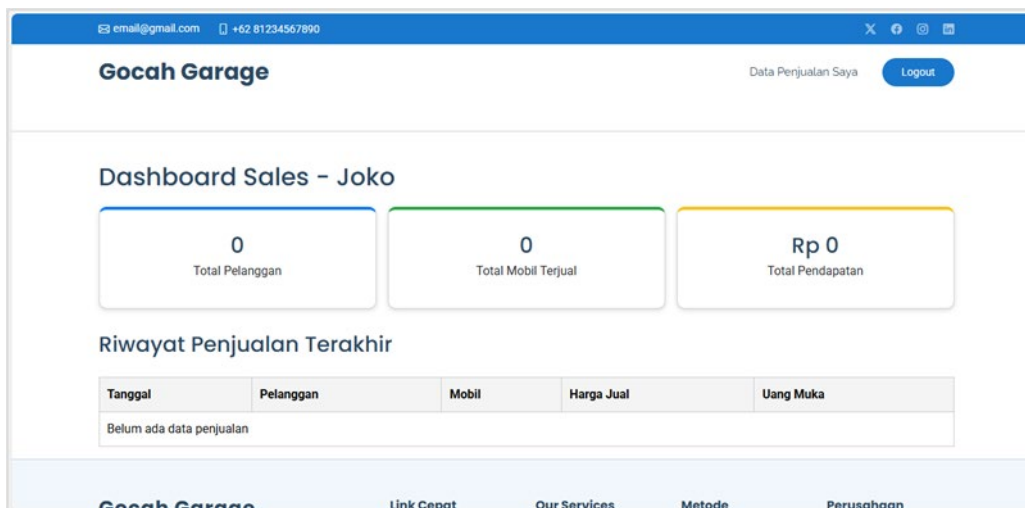 email@gmail.com +62 81234567890
Gocah Garage Data Penjualan Saya Logout
Dashboard Sales - Joko
0 0 Rp 0
Total Pelanggan Total Mobil Terjual Total Pendapatan
Riwayat Penjualan Terakhir
Tanggal Pelanggan Mobil Harga Jual Uang Muka
Belum ada data penjualan
Gocah Garage Link Cepat Our Services Metode Perusahaan